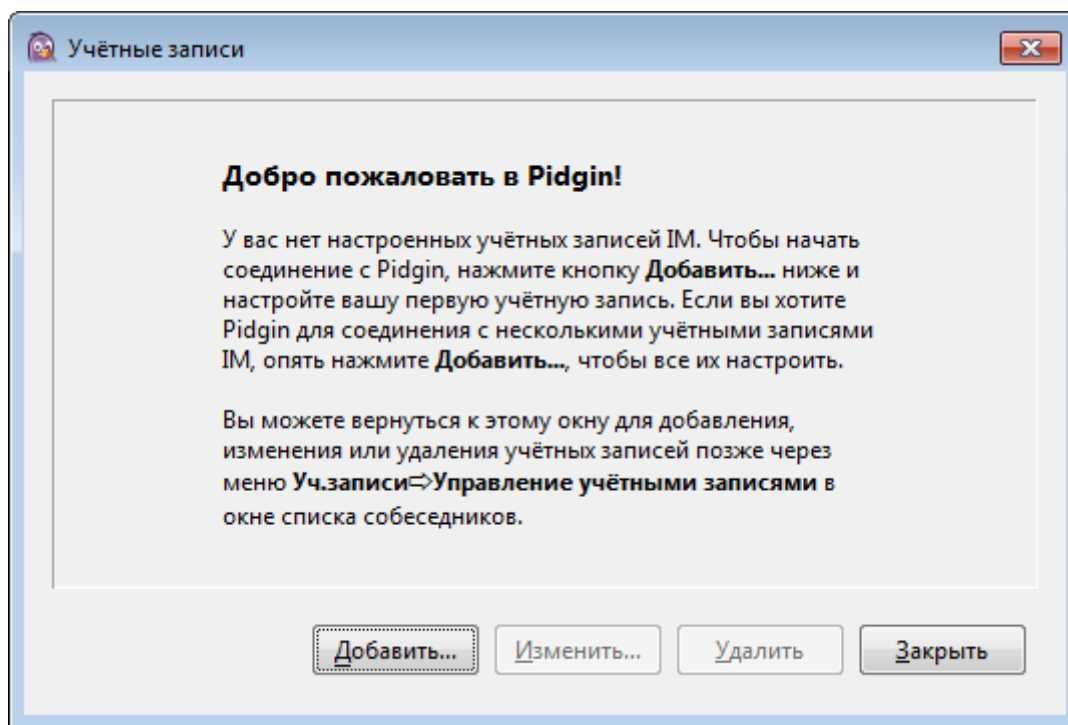 Учётные записи
Добро пожаловать в Pidgin!
У вас нет настроенных учётных записей IM. Чтобы начать
соединение с Pidgin, нажмите кнопку Добавить... ниже и
настройте вашу первую учётную запись. Если вы хотите
Pidgin для соединения с несколькими учётными записями
IM, опять нажмите Добавить..., чтобы все их настроить.
Вы можете вернуться к этому окну для добавления,
изменения или удаления учётных записей позже через
меню Уч.записи⇨Управление учётными записями в
окне списка собеседников.
Добавить... Изменить... Удалить Закрыть